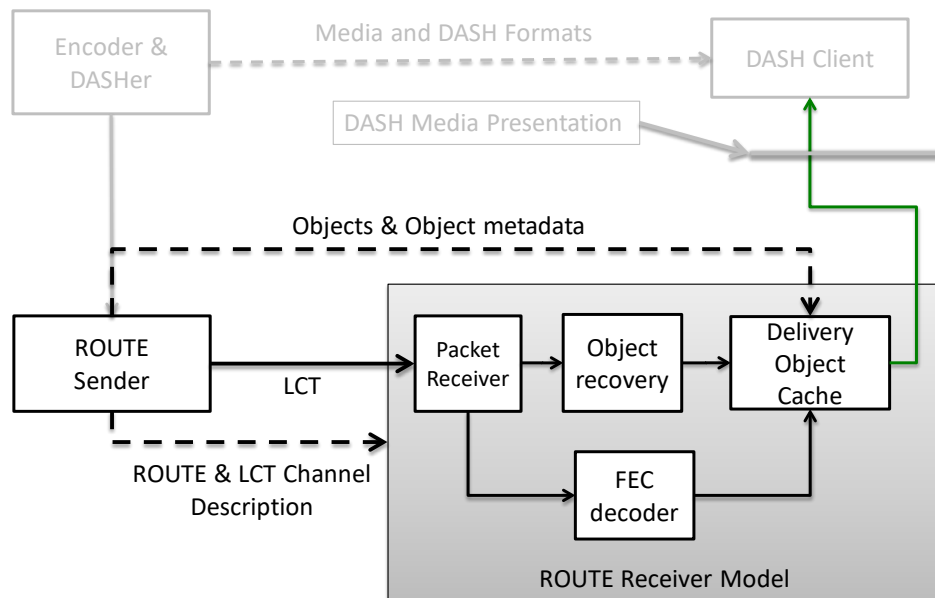 Encoder &
DASHer
Media and DASH Formats
DASH Client
DASH Media Presentation
Objects & Object metadata
ROUTE
Sender
LCT
Packet
Receiver
Object
recovery
Delivery
Object
Cache
ROUTE & LCT Channel
Description
FEC
decoder
ROUTE Receiver Model